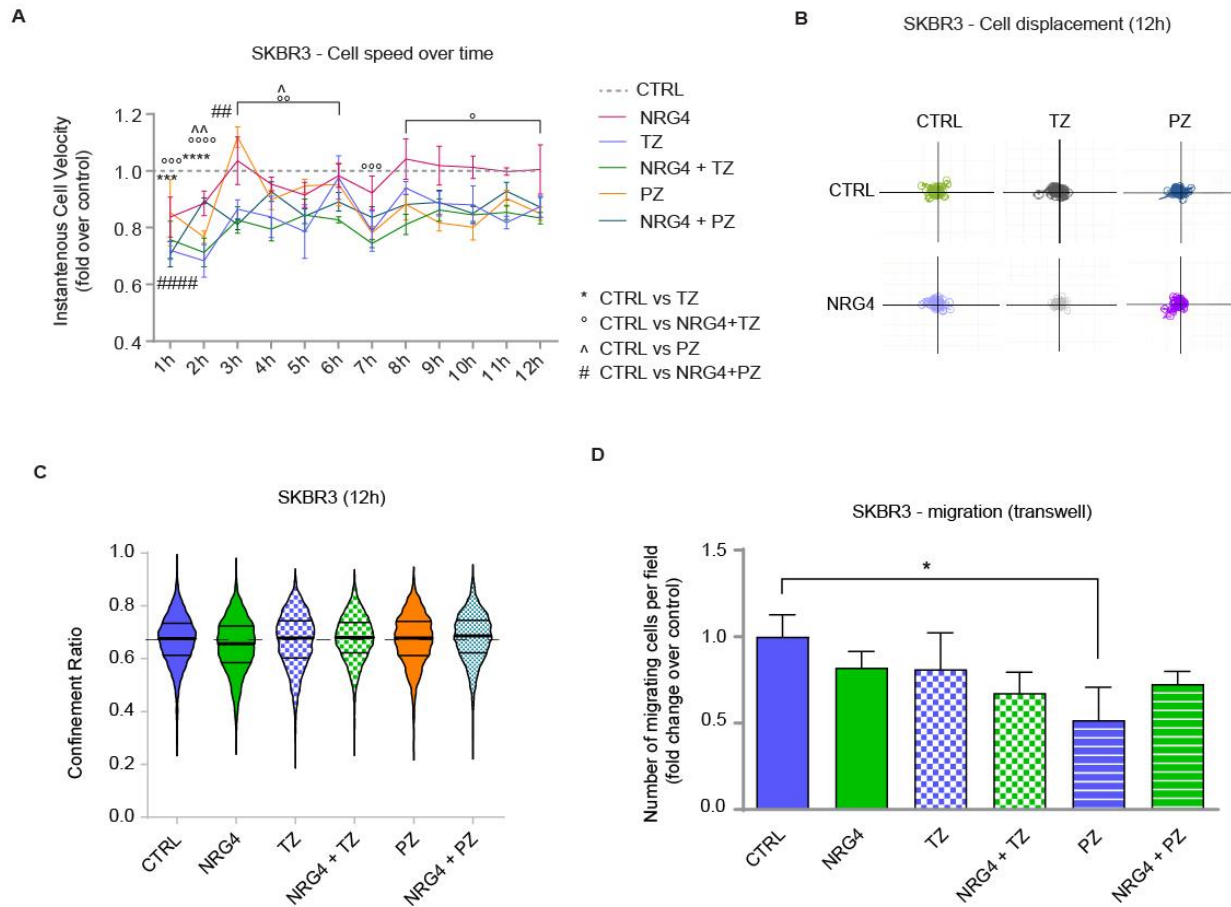 A
SKBR3 - Cell speed over time
Instantenous Cell Velocity
(fold over control)
1.2
1.0
0.8
0.6
0.4
°°° ***
^^ °°°° ****
##
^
°°
°°°
°
####
1h 2h 3h 4h 5h 6h 7h 8h 9h 10h 11h 12h
CTRL
NRG4
TZ
NRG4 + TZ
PZ
NRG4 + PZ
* CTRL vs TZ
° CTRL vs NRG4+TZ
^ CTRL vs PZ
# CTRL vs NRG4+PZ
B
SKBR3 - Cell displacement (12h)
CTRL TZ PZ
CTRL
NRG4
C
SKBR3 (12h)
Confinement Ratio
1.0
0.8
0.6
0.4
0.2
0.0
CTRL NRG4 TZ NRG4 + TZ PZ NRG4 + PZ
D
SKBR3 - migration (transwell)
Number of migrating cells per field
(fold change over control)
1.5
1.0
0.5
0.0
*
CTRL NRG4 TZ NRG4 + TZ PZ NRG4 + PZ